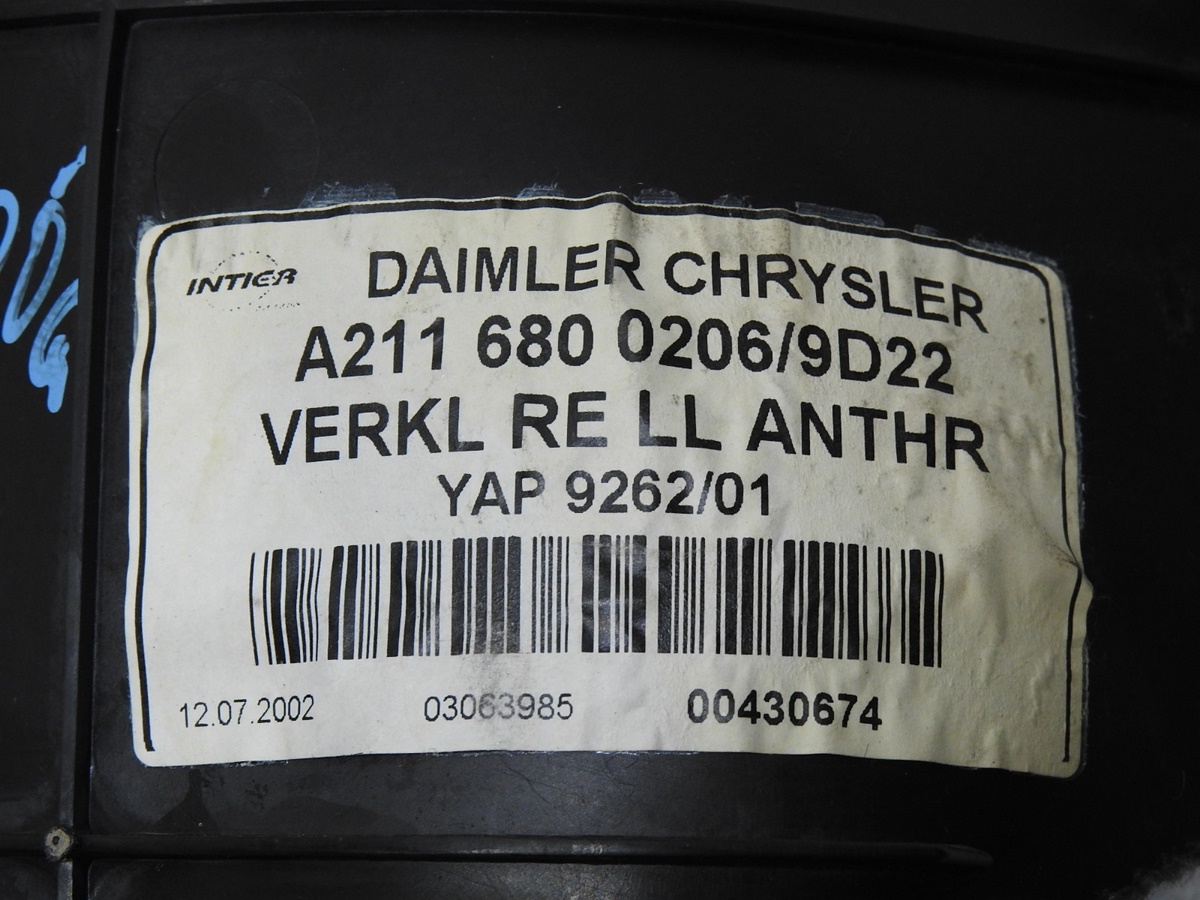 INTIER
DAIMLER CHRYSLER
A211 680 0206/9D22
VERKL RE LL ANTHR
YAP 9262/01
12.07.2002 03063985 00430674